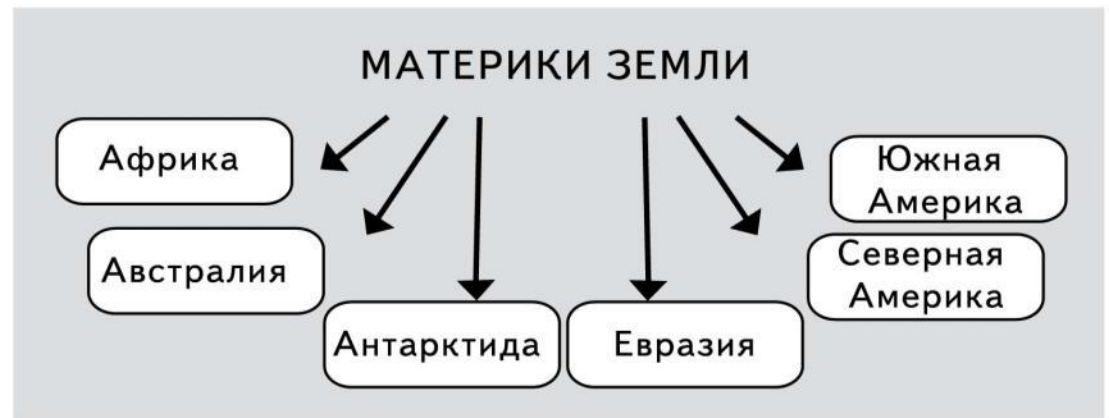 МАТЕРИКИ ЗЕМЛИ
Африка
Австралия
Антарктида
Евразия
Южная
Америка
Северная
Америка